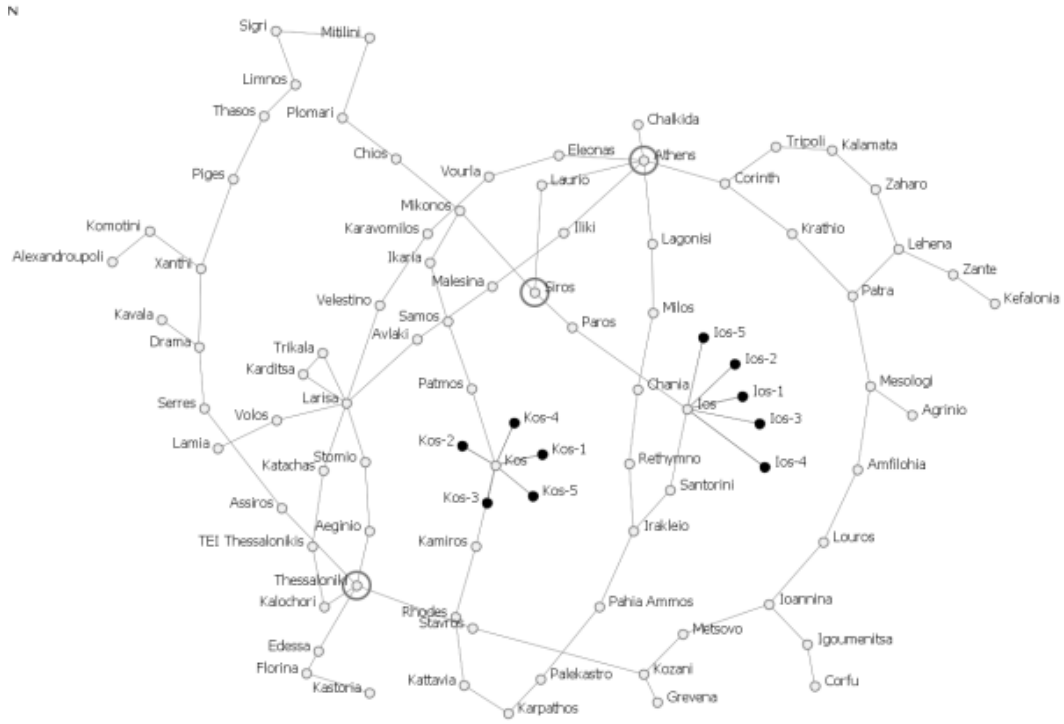 N
Sigri
Mitilini
Limnos
Thasos
Plomari
Chalkida
Tripoli
Kalamata
Chios
Eleonas
Athens
Piges
Vourla
Laurio
Corinth
Zaharo
Mikonos
Komotini
Karavomilos
Iliki
Krathio
Lagonisi
Lehena
Alexandroupoli
Xanthi
Ikaria
Malesina
Siros
Zante
Patra
Kefalonia
Velestino
Kavala
Samos
Paros
Milos
Drama
Avlaki
Ios-5
Trikala
Ios-2
Karditsa
Patmos
Chania
Ios-1
Mesologi
Larisa
Ios
Serres
Volos
Kos-4
Ios-3
Agrinio
Lamia
Kos-2
Kos-1
Ios-4
Katachas
Stomio
Kos
Rethymno
Amfilohia
Kos-3
Kos-5
Santorini
Assiros
Aeginio
Irakleio
TEI Thessalonikis
Kamiros
Louros
Thessaloniki
Kalochori
Rhodes
Pahia Ammos
Ioannina
Stavros
Metsovo
Edessa
Igoumenitsa
Florina
Kozani
Kastoria
Kattavia
Palekastro
Corfu
Grevena
Karpathos